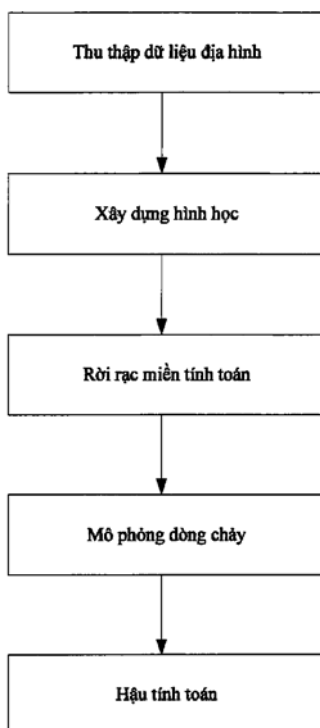 Thu thập dữ liệu địa hình
Xây dựng hình học
Rời rạc miền tính toán
Mô phỏng dòng chảy
Hậu tính toán